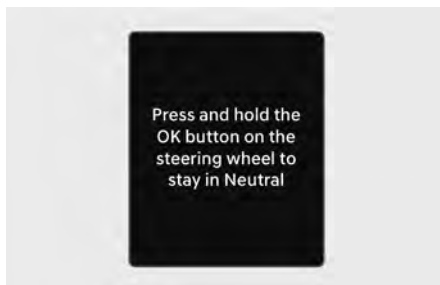 Press and hold the
OK button on the
steering wheel to
stay in Neutral